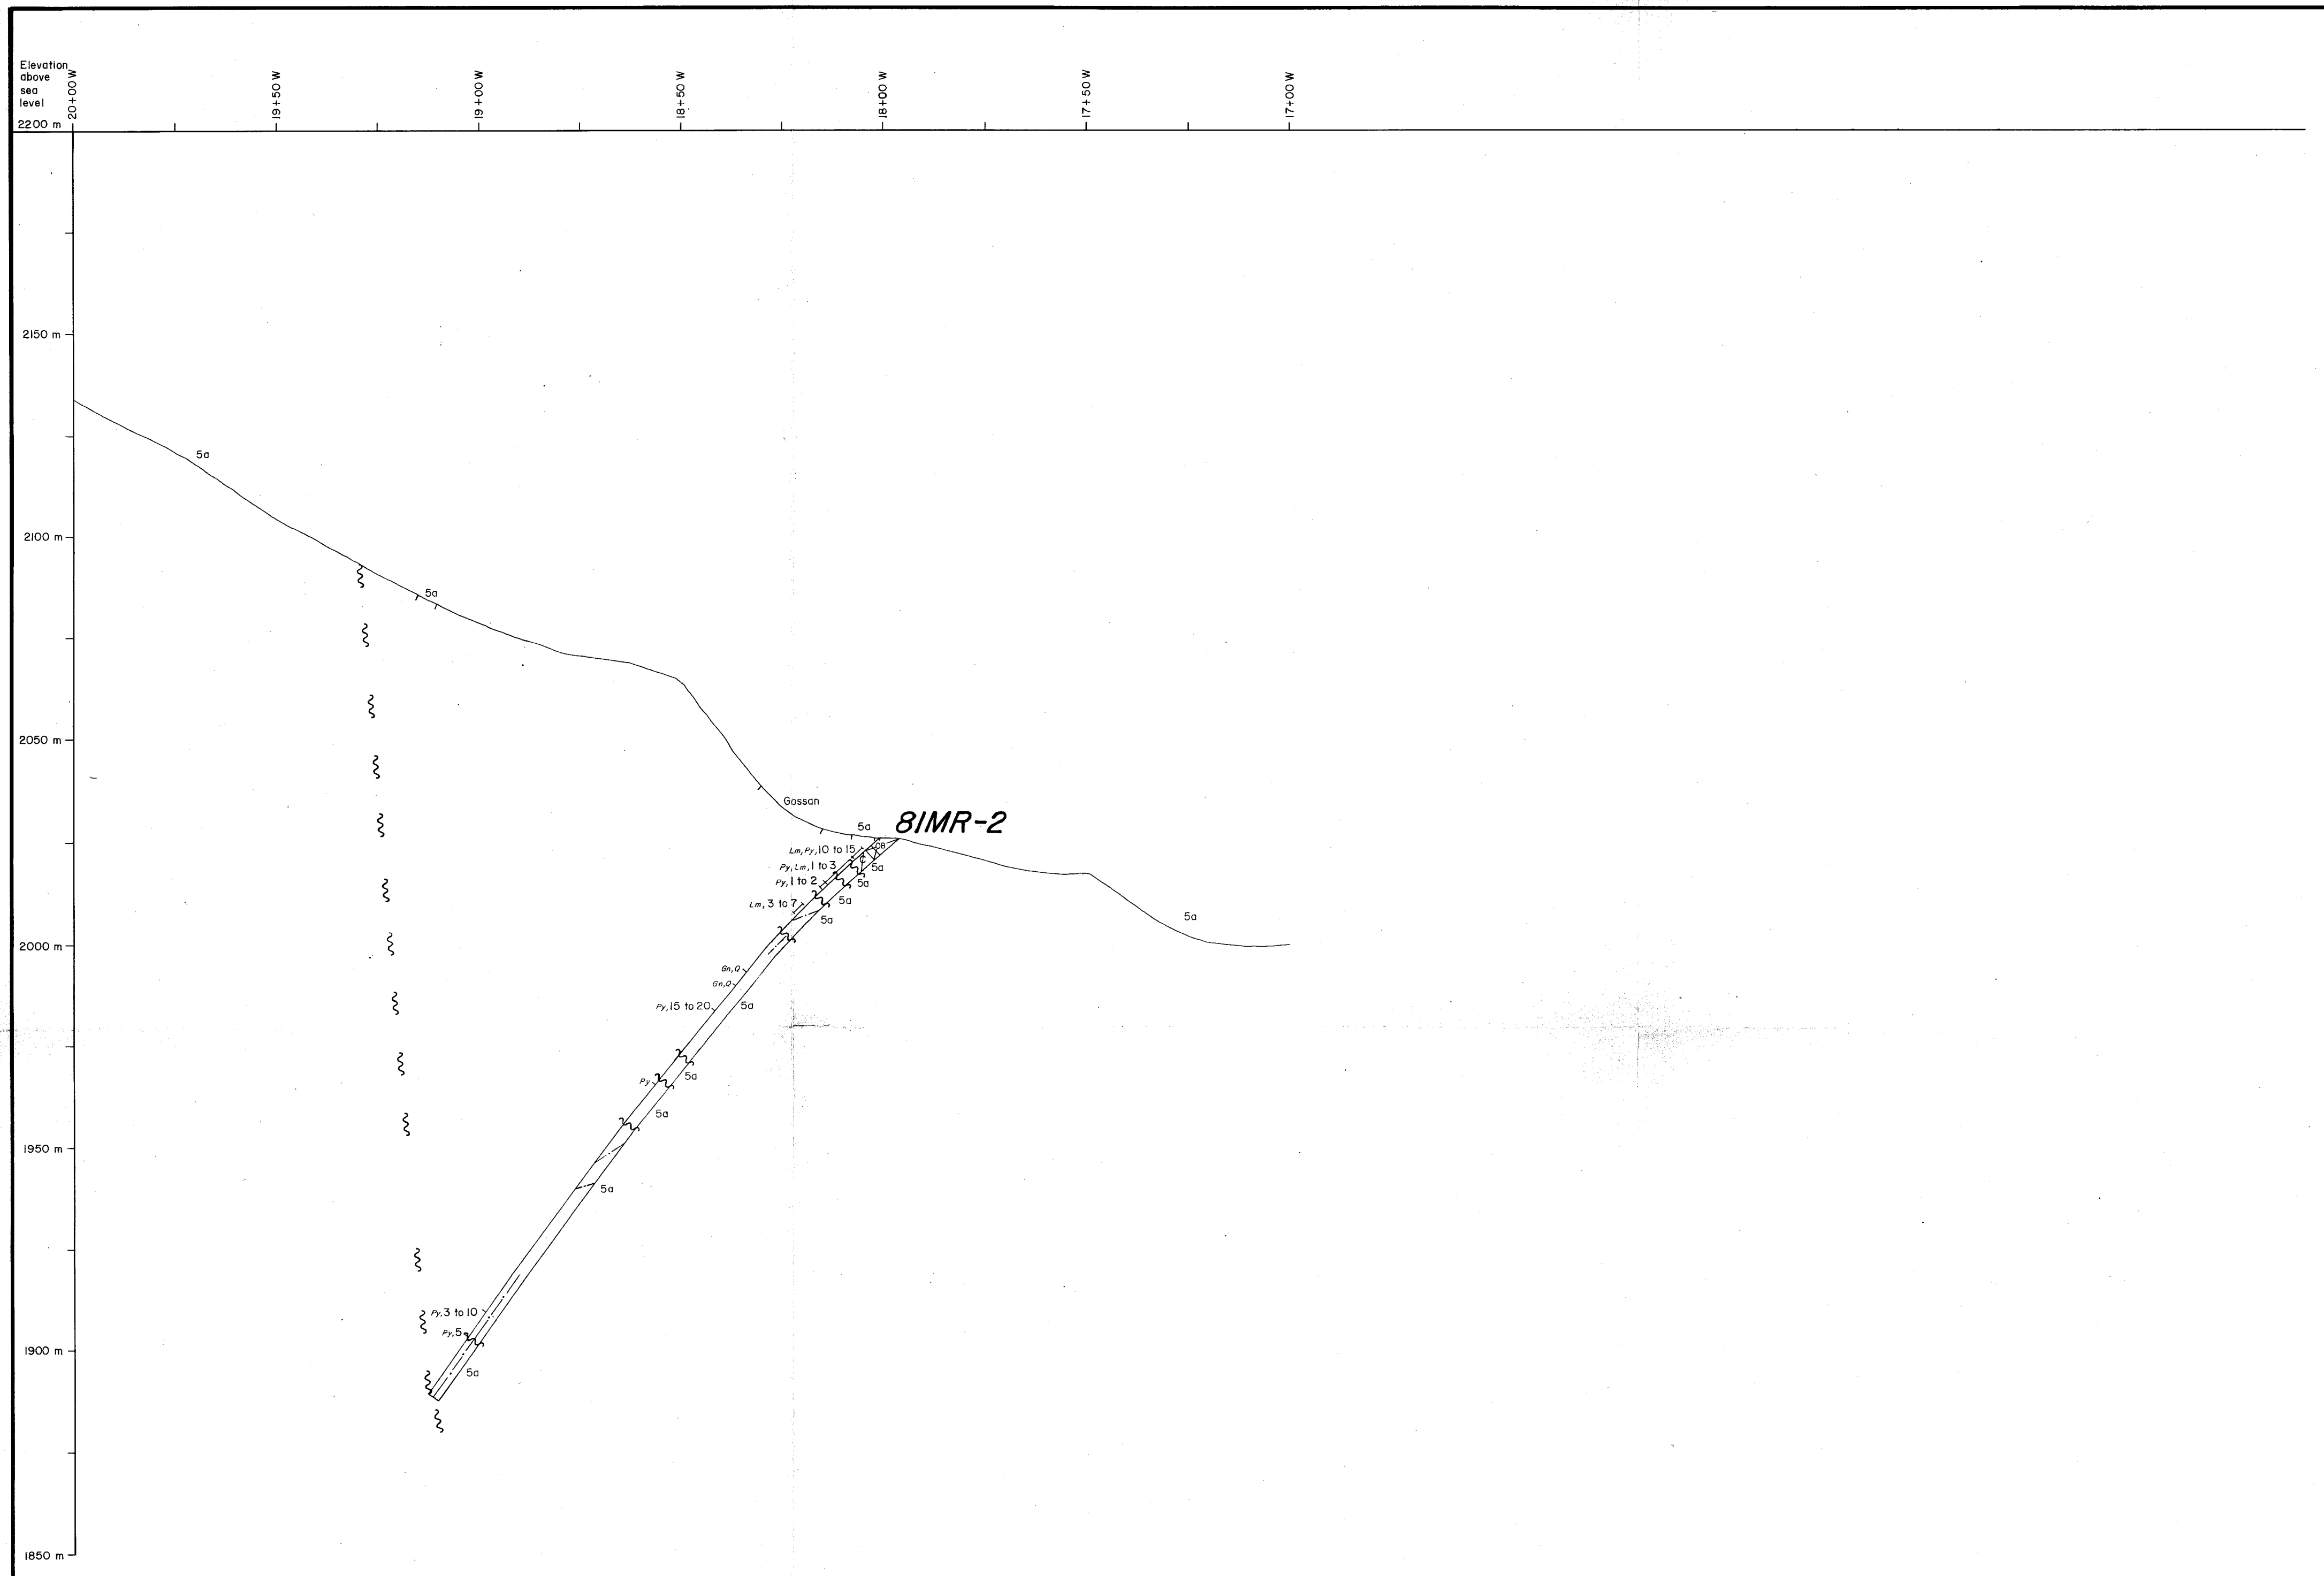 Elevation
above
sea
level
20+00 W
19+50 W
19+00 W
18+50 W
18+00 W
17+50 W
17+00 W
2200 m
2150 m
5a
2100 m
5a
2050 m
Gossan
5a
81MR-2
Lm, Py, 10 to 15
OB
Py, Lm, 1 to 3
5a
Py, 1 to 2
5a
Lm, 3 to 7
5a
5a
5a
2000 m
Gn, Q
Gn, Q
Py, 15 to 20
5a
Py
5a
5a
1950 m
5a
Py, 3 to 10
Py, 5
1900 m
5a
1850 m